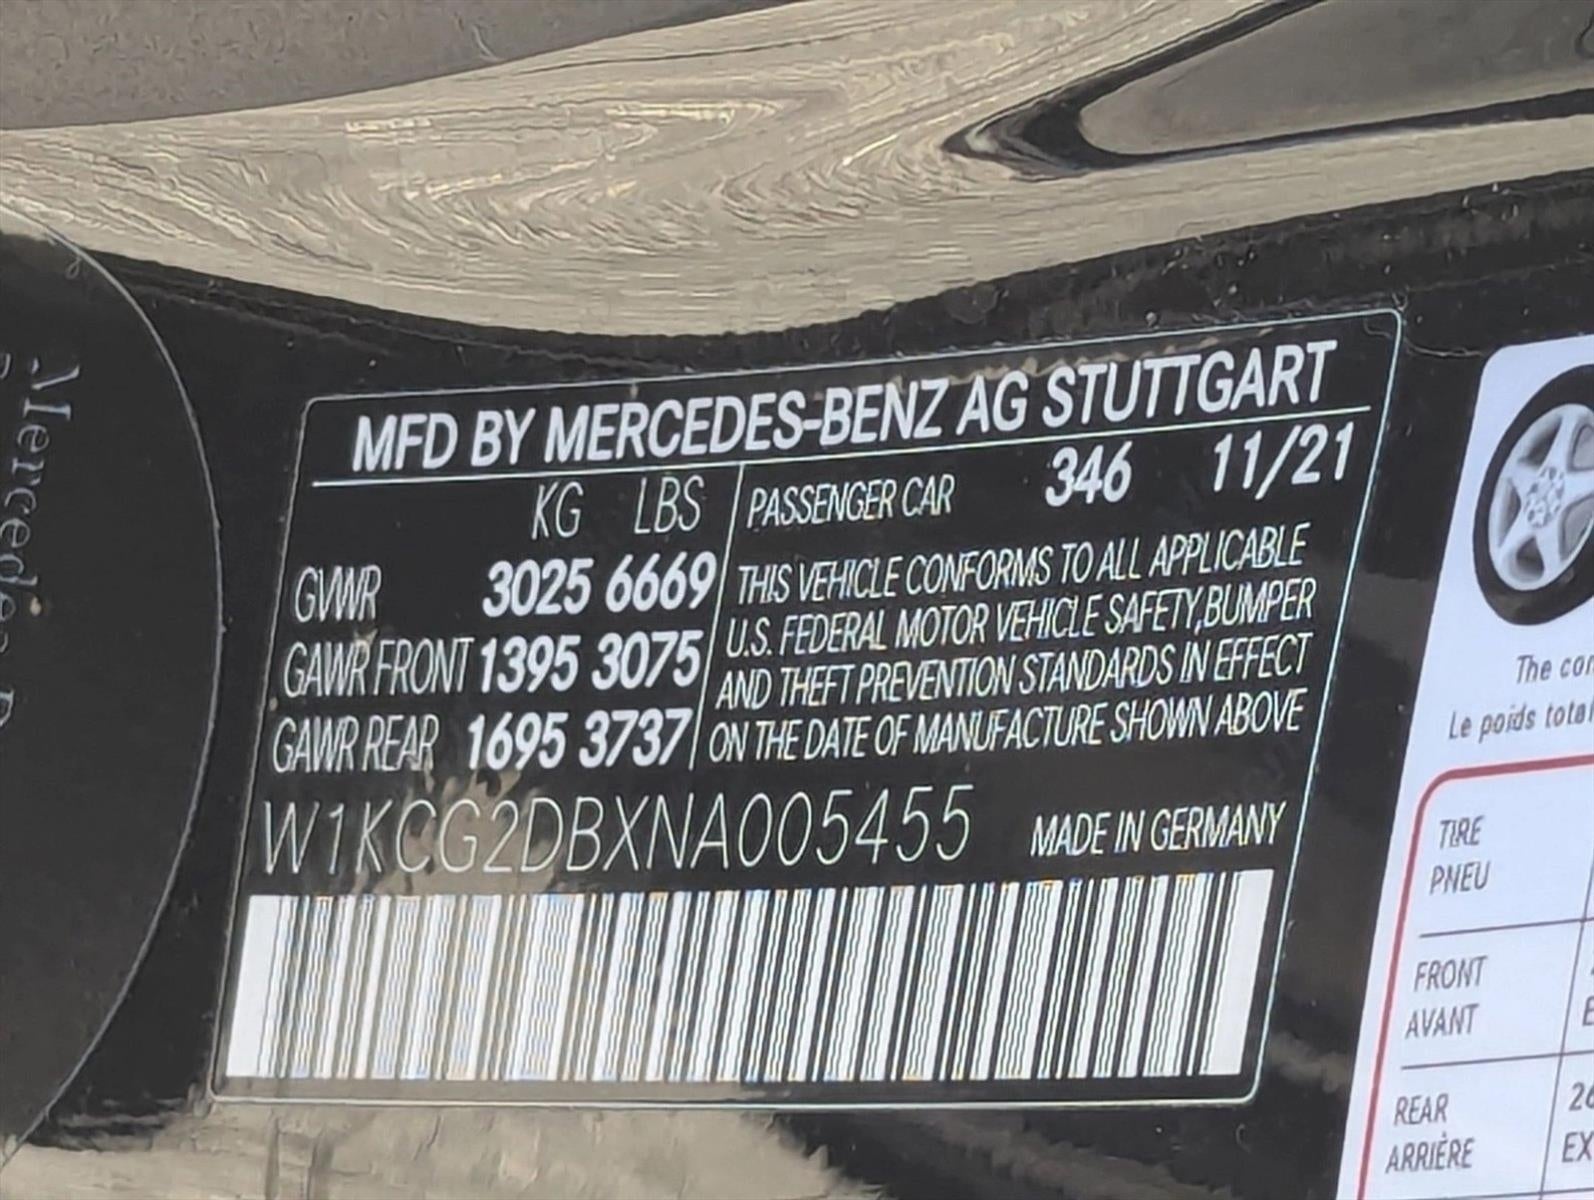 MFD BY MERCEDES-BENZ AG STUTTGART
KG LBS
GVWR 3025 6669
GAWR FRONT 1395 3075
GAWR REAR 1695 3737
PASSENGER CAR 346 11/21
THIS VEHICLE CONFORMS TO ALL APPLICABLE
U.S. FEDERAL MOTOR VEHICLE SAFETY,BUMPER
AND THEFT PREVENTION STANDARDS IN EFFECT
ON THE DATE OF MANUFACTURE SHOWN ABOVE
W1KCG2DBXNA005455
MADE IN GERMANY
The
Le poids
TIRE
PNEU
FRONT
AVANT
REAR
ARRIÈRE